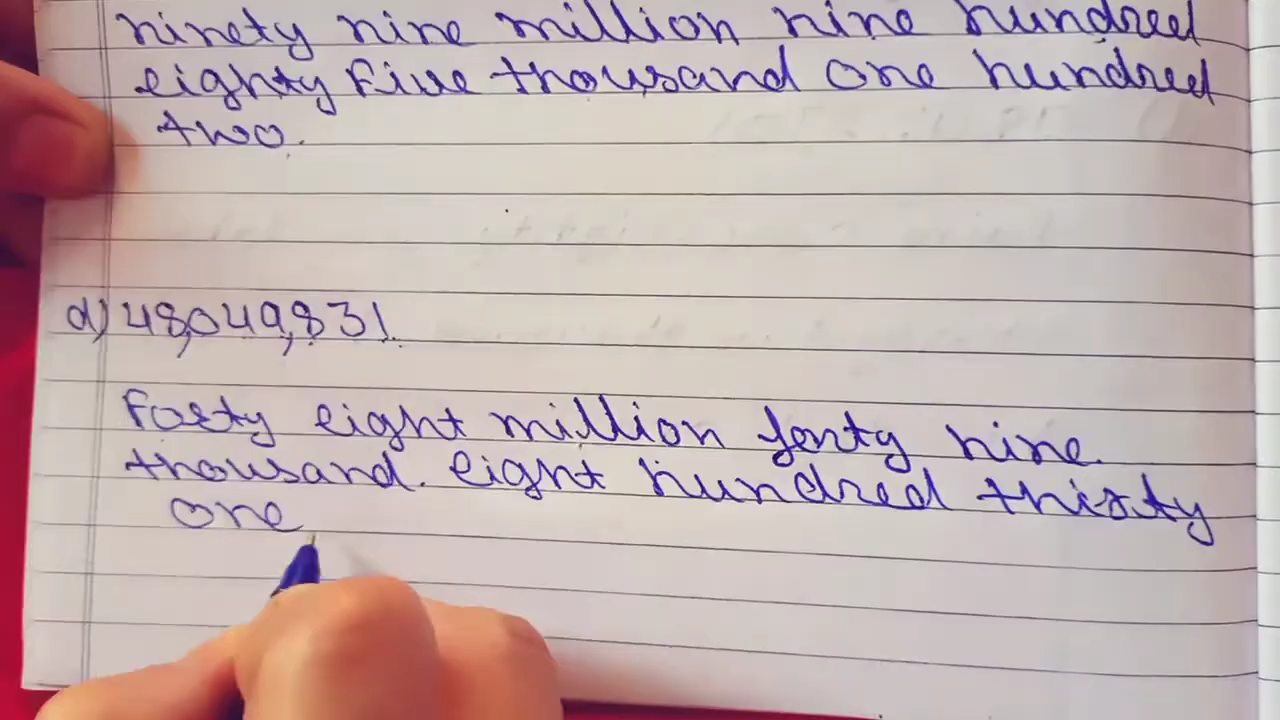 ninety nine million nine hundred
eighty five thousand one hundred
two.
d) 48,049,831.
Forty eight million forty nine
thousand. eight hundred thirty
one